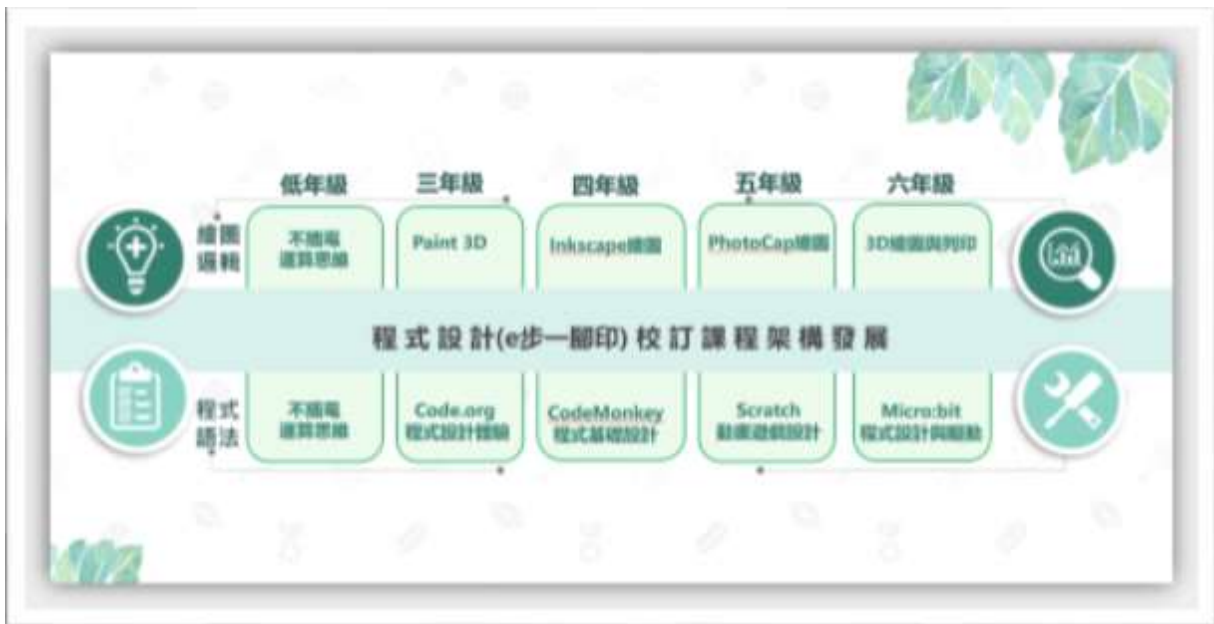 低年級 三年級 四年級 五年級 六年級
繪圖
邏輯
不插電
運算思維
Paint 3D
Inkscape繪圖
PhotoCap繪圖
3D繪圖與列印
程式設計(e步一腳印)校訂課程架構發展
程式
語法
不插電
運算思維
Code.org
程式設計體驗
CodeMonkey
程式基礎設計
Scratch
動畫遊戲設計
Micro:bit
程式設計與驅動